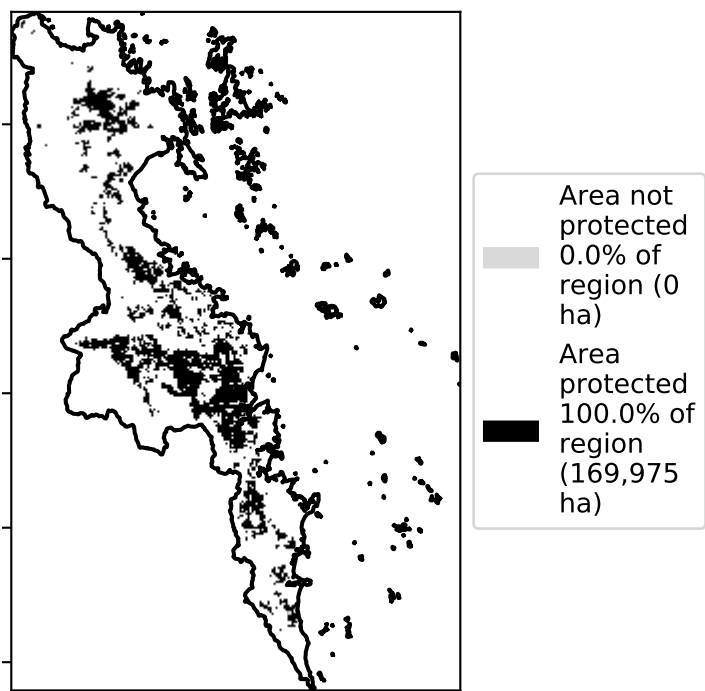 Area not
protected
0.0% of
region (0
ha)
Area
protected
100.0% of
region
(169,975
ha)